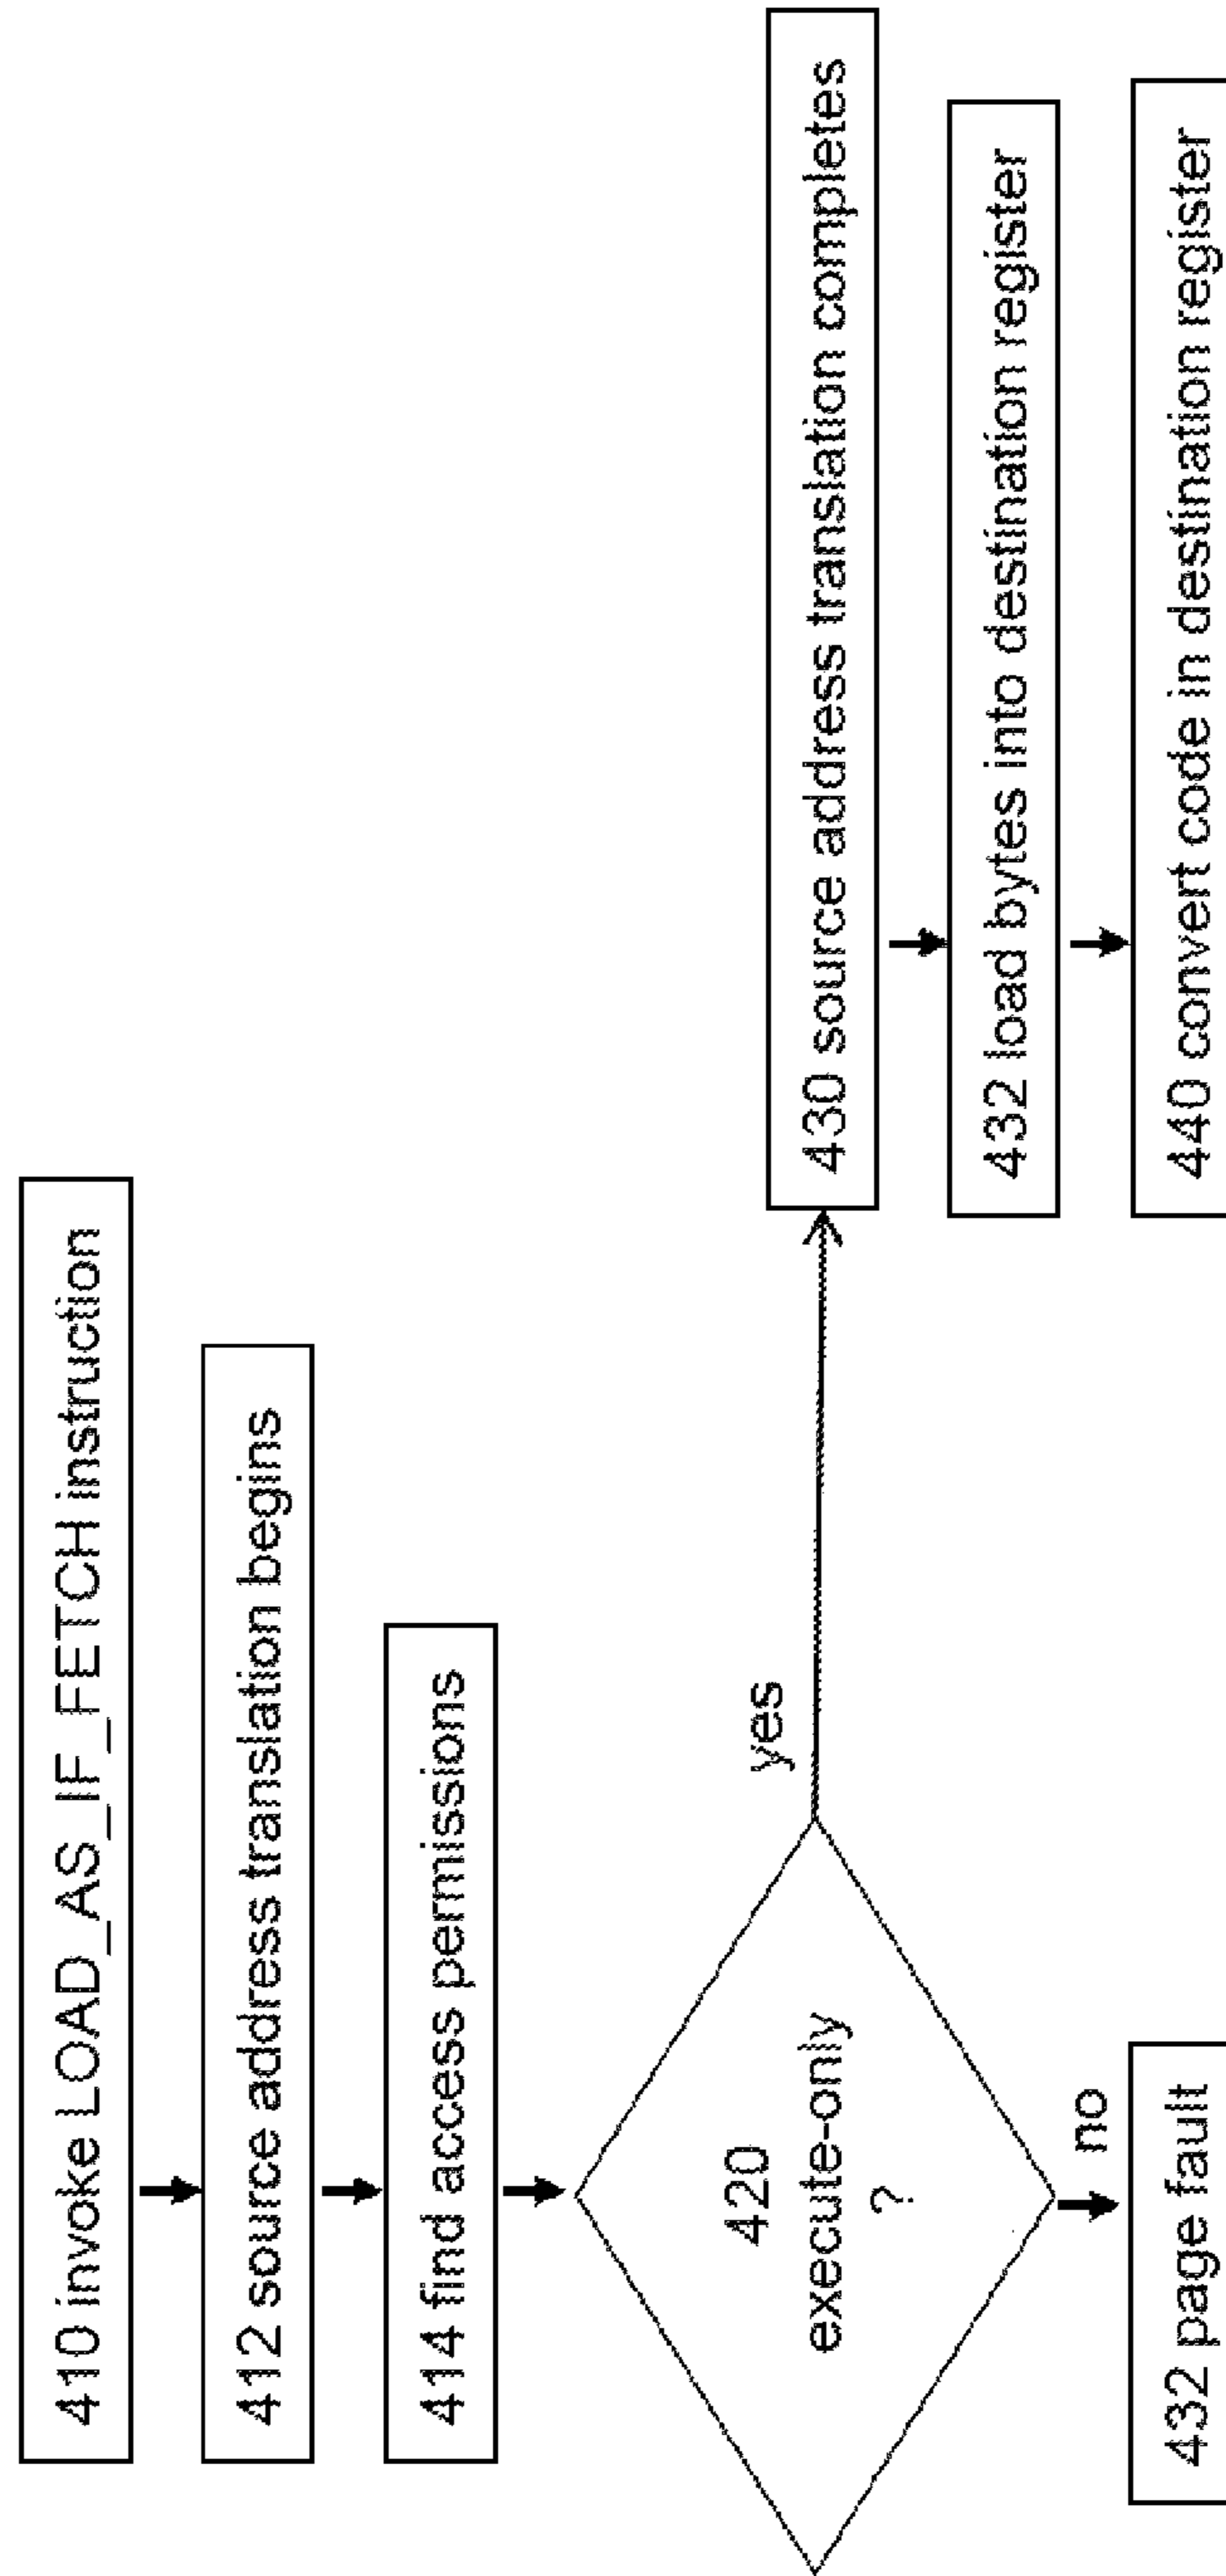 410 invoke LOAD_AS_IF_FETCH instruction
412 source address translation begins
414 find access permissions
420
execute-only
?
yes
no
430 source address translation completes
432 load bytes into destination register
440 convert code in destination register
432 page fault